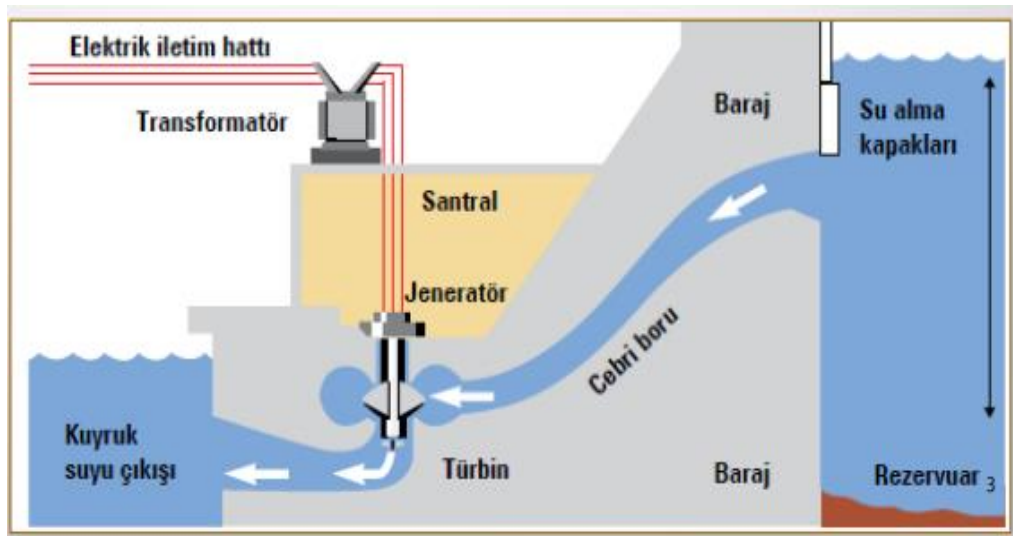 Elektrik iletim hattı
Transformatör
Baraj
Su alma
kapakları
Santral
Jeneratör
Cebri boru
Kuyruk
suyu çıkışı
Türbin
Baraj
Rezervuar 3